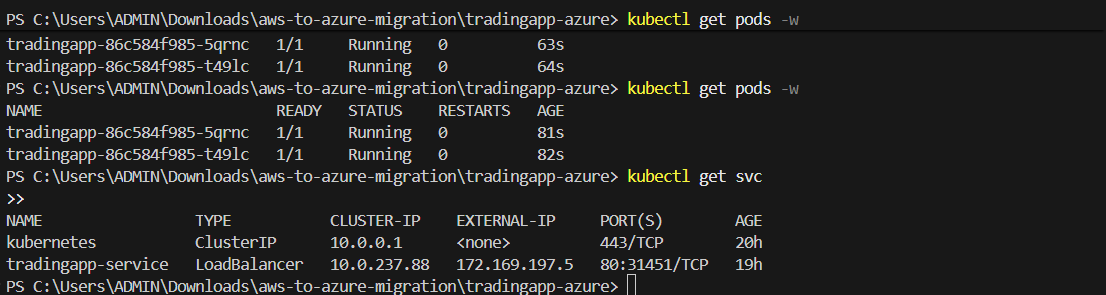 PS C:\Users\ADMIN\Downloads\aws-to-azure-migration\tradingapp-azure> kubectl get pods -w
tradingapp-86c584f985-5qrnc   1/1     Running   0          63s
tradingapp-86c584f985-t49lc   1/1     Running   0          64s
PS C:\Users\ADMIN\Downloads\aws-to-azure-migration\tradingapp-azure> kubectl get pods -w
NAME                          READY   STATUS    RESTARTS   AGE
tradingapp-86c584f985-5qrnc   1/1     Running   0          81s
tradingapp-86c584f985-t49lc   1/1     Running   0          82s
PS C:\Users\ADMIN\Downloads\aws-to-azure-migration\tradingapp-azure> kubectl get svc
>>
NAME                 TYPE           CLUSTER-IP    EXTERNAL-IP     PORT(S)        AGE
kubernetes           ClusterIP      10.0.0.1      <none>          443/TCP        20h
tradingapp-service   LoadBalancer   10.0.237.88   172.169.197.5   80:31451/TCP   19h
PS C:\Users\ADMIN\Downloads\aws-to-azure-migration\tradingapp-azure>